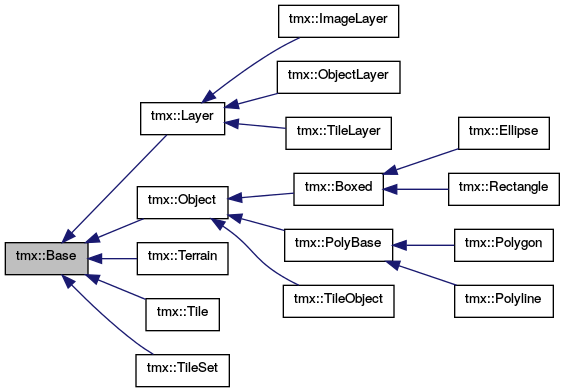 tmx::ImageLayer
tmx::ObjectLayer
tmx::Layer
tmx::TileLayer
tmx::Ellipse
tmx::Object
tmx::Boxed
tmx::Rectangle
tmx::Base
tmx::Terrain
tmx::PolyBase
tmx::Polygon
tmx::Tile
tmx::TileObject
tmx::Polyline
tmx::TileSet